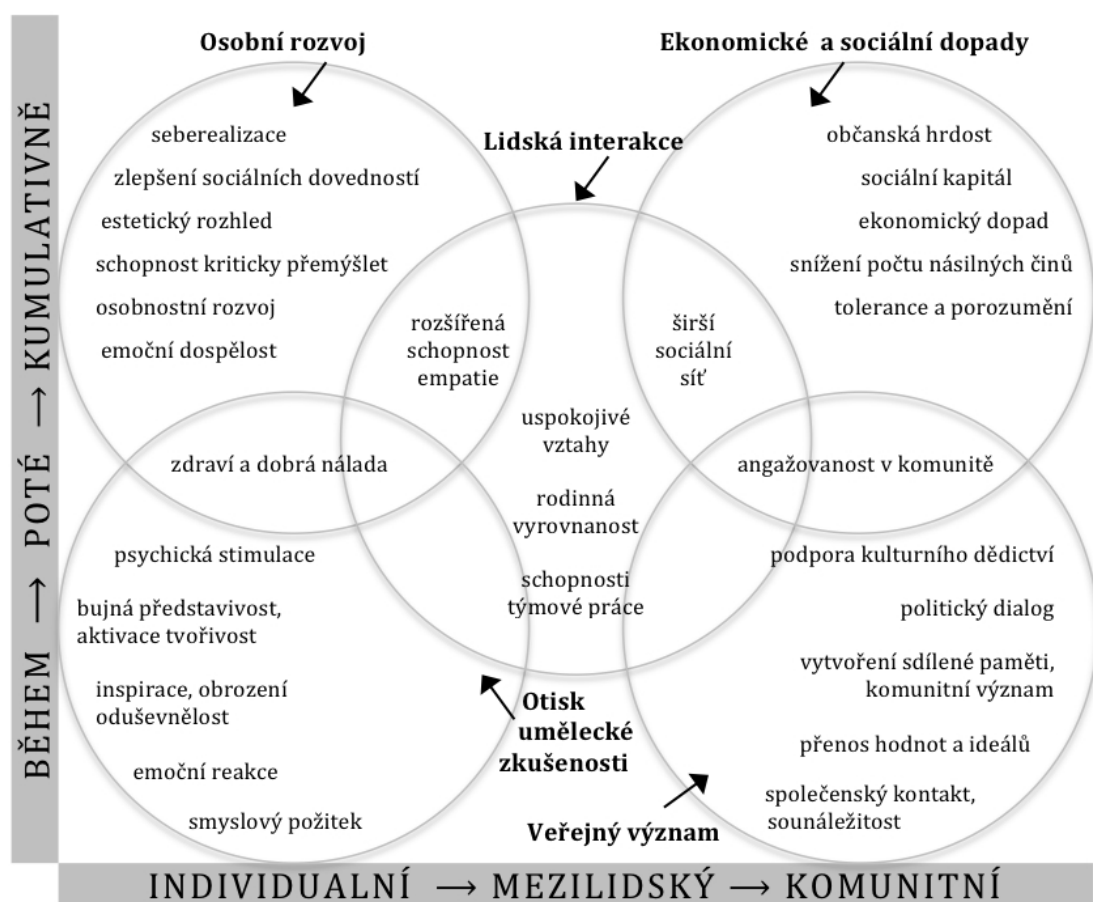 Osobní rozvoj
seberealizace
zlepšení sociálních dovedností
estetický rozhled
schopnost kriticky přemýšlet
osobnostní rozvoj
emoční dospělost
Ekonomické a sociální dopady
občanská hrdost
sociální kapitál
ekonomický dopad
snížení počtu násilných činů
tolerance a porozumění
Lidská interakce
rozšířená
schopnost
empatie
širší
sociální
síť
uspokojivé
vztahy
rodinná
vyrovnanost
schopnosti
týmové práce
zdraví a dobrá nálada
angažovanost v komunitě
psychická stimulace
bujná představivost,
aktivace tvořivost
inspirace, obrození
oduševnělost
emoční reakce
smyslový požitek
Otisk
umělecké
zkušenosti
podpora kulturního dědictví
politický dialog
vytvoření sdílené paměti,
komunitní význam
přenos hodnot a ideálů
společenský kontakt,
sounáležitost
Veřejný význam
BĚHEM → POTÉ → KUMULATIVNĚ
INDIVIDUALNÍ → MEZILIDSKÝ → KOMUNITNÍ